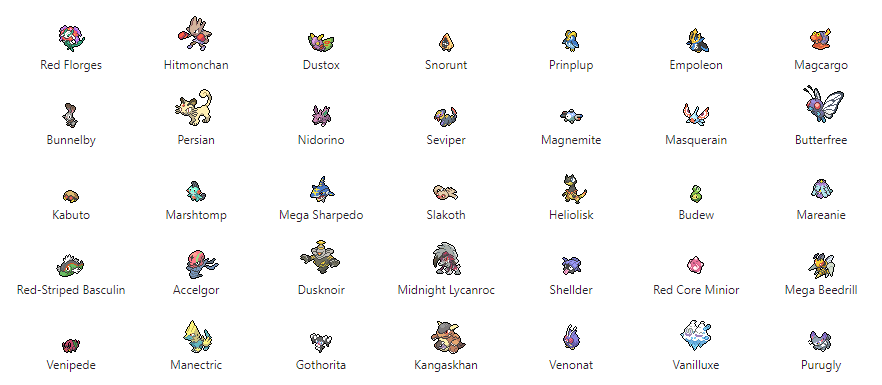 Red Florges Hitmonchan Dustox Snorunt Prinplup Empoleon Magcargo
Bunnelby Persian Nidorino Seviper Magnemite Masquerain Butterfree
Kabuto Marshtomp Mega Sharpedo Slakoth Heliolisk Budew Mareanie
Red-Striped Basculin Accelgor Dusknoir Midnight Lycanroc Shellder Red Core Minior Mega Beedrill
Venipede Manectric Gothorita Kangaskhan Venonat Vanilluxe Purugly